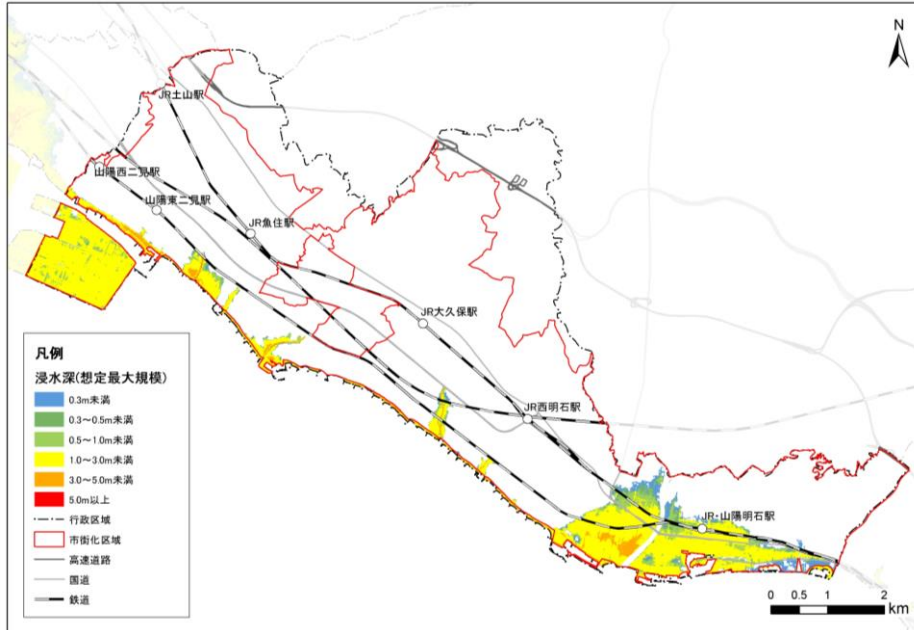 N
JR土山駅
山陽西二見駅
山陽東二見駅
JR魚住駅
JR大久保駅
JR西明石駅
JR・山陽明石駅
凡例
浸水深(想定最大規模)
0.3m未満
0.3～0.5m未満
0.5～1.0m未満
1.0～3.0m未満
3.0～5.0m未満
5.0m以上
行政区域
市街化区域
高速道路
国道
鉄道
0 0.5 1 2
km